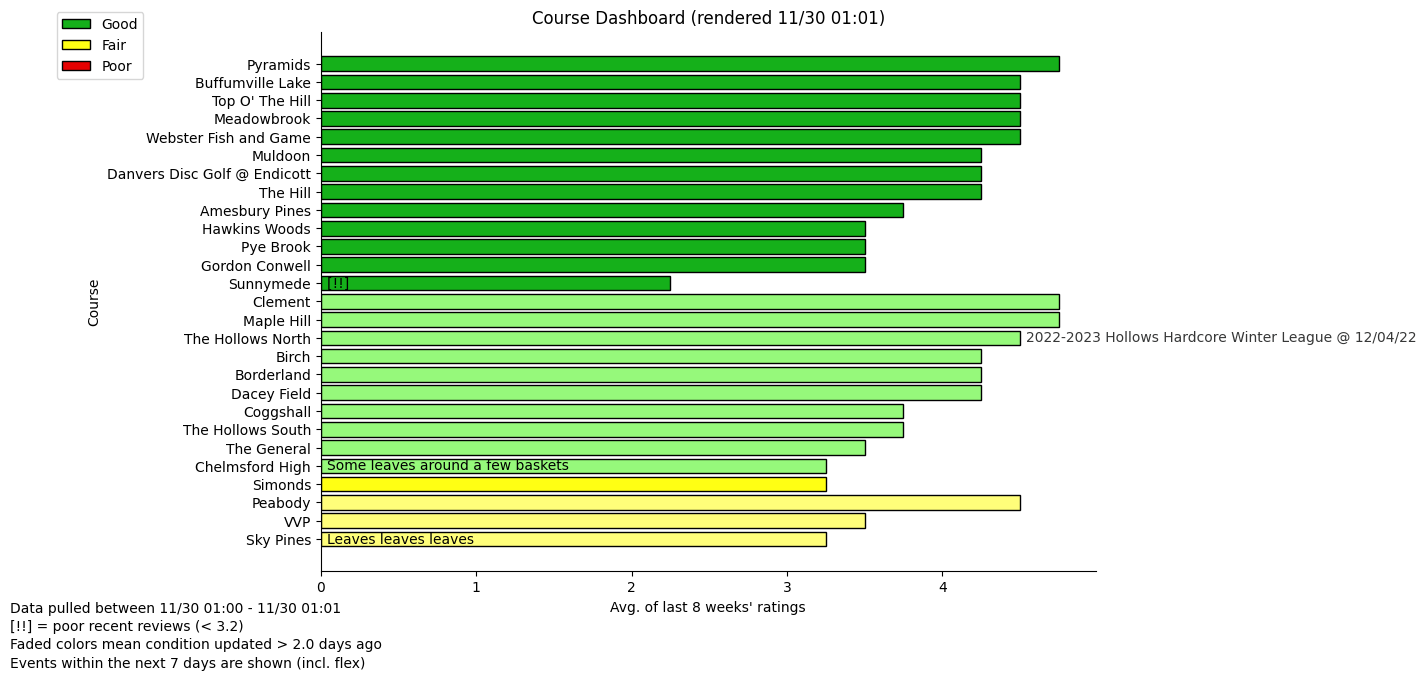 Course Dashboard (rendered 11/30 01:01)
Good
Fair
Poor
Course
Pyramids
Buffumville Lake
Top O' The Hill
Meadowbrook
Webster Fish and Game
Muldoon
Danvers Disc Golf @ Endicott
The Hill
Amesbury Pines
Hawkins Woods
Pye Brook
Gordon Conwell
Sunnymede [!!]
Clement
Maple Hill
The Hollows North 2022-2023 Hollows Hardcore Winter League @ 12/04/22
Birch
Borderland
Dacey Field
Coggshall
The Hollows South
The General
Chelmsford High Some leaves around a few baskets
Simonds
Peabody
VVP
Sky Pines Leaves leaves leaves
0 1 2 3 4
Avg. of last 8 weeks' ratings
Data pulled between 11/30 01:00 - 11/30 01:01
[!!] = poor recent reviews (< 3.2)
Faded colors mean condition updated > 2.0 days ago
Events within the next 7 days are shown (incl. flex)